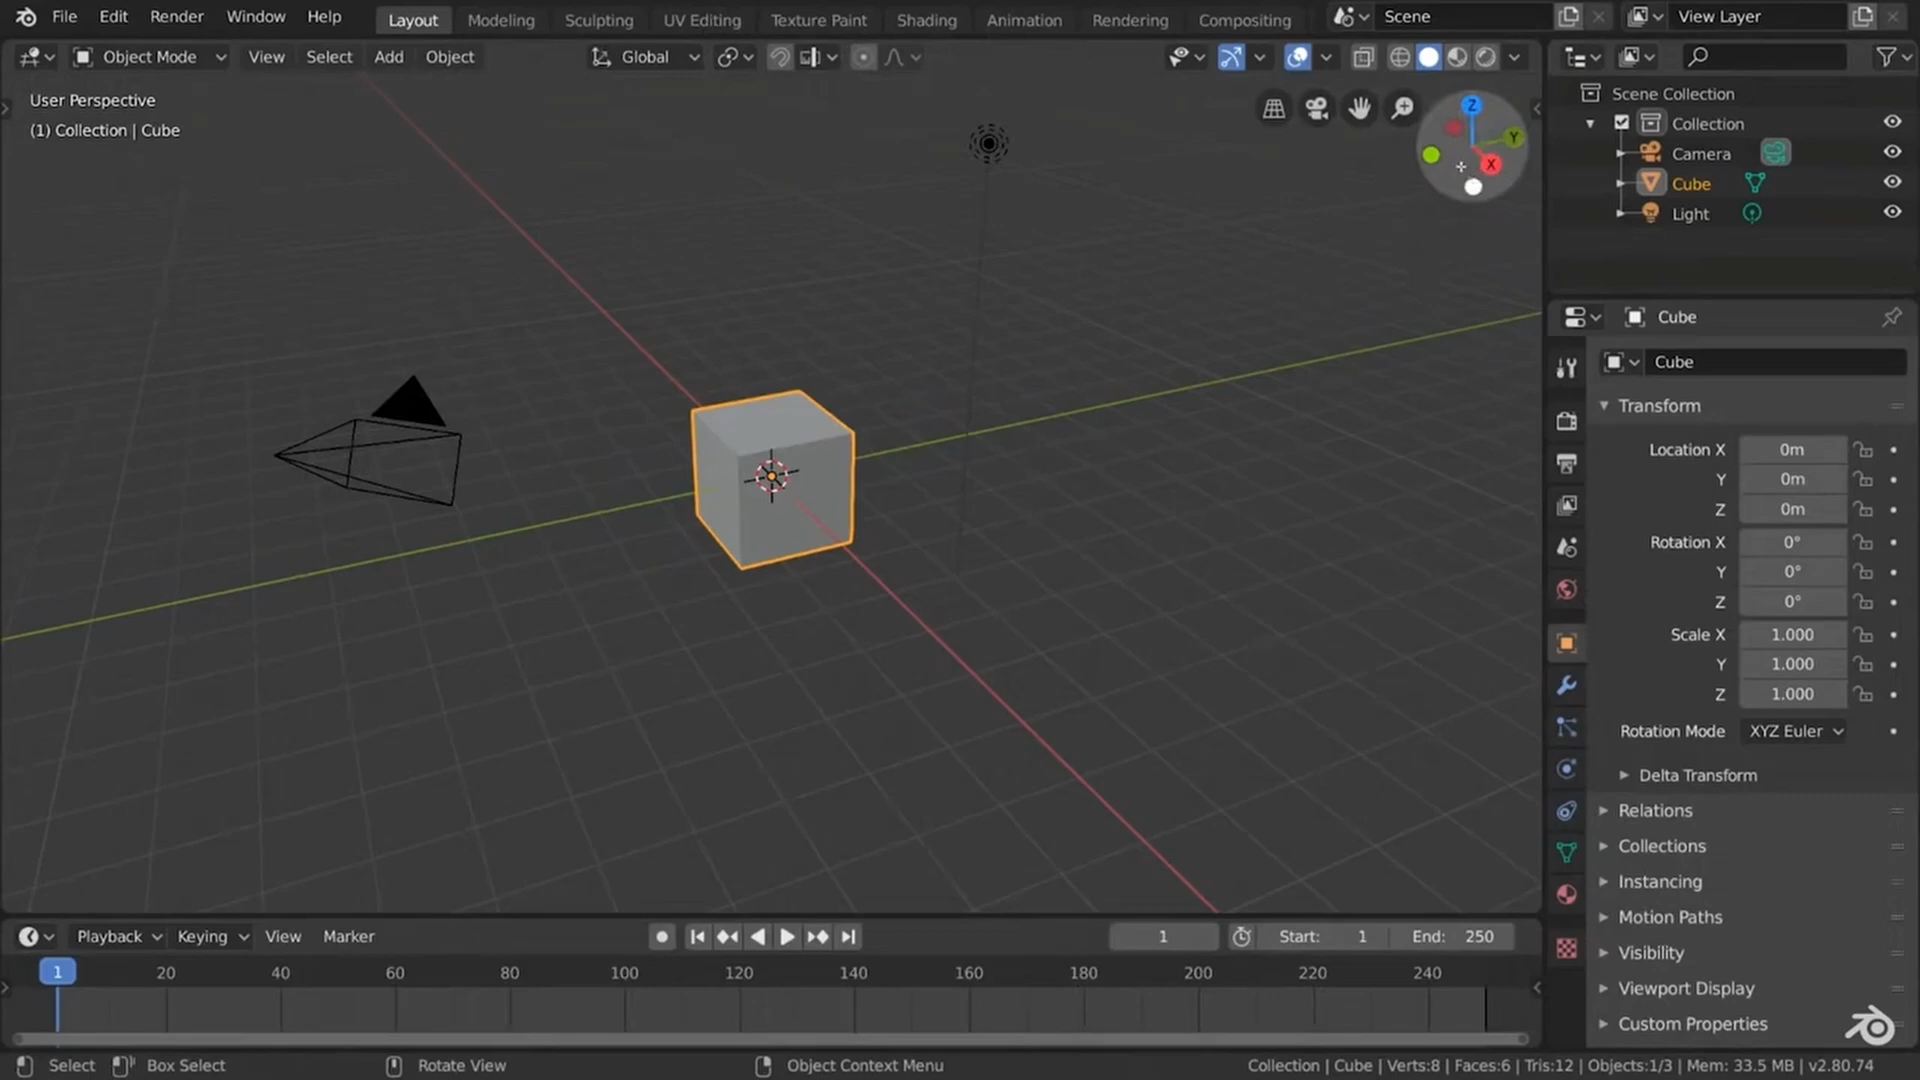 File Edit Render Window Help Layout Modeling Sculpting UV Editing Texture Paint Shading Animation Rendering Compositing Scene View Layer
Object Mode View Select Add Object Global
User Perspective
(1) Collection | Cube
Z
Y
X
Scene Collection
Collection
Camera
Cube
Light
Cube
Cube
Transform
Location X 0m
Y 0m
Z 0m
Rotation X 0°
Y 0°
Z 0°
Scale X 1.000
Y 1.000
Z 1.000
Rotation Mode XYZ Euler
Delta Transform
Relations
Collections
Instancing
Motion Paths
Visibility
Viewport Display
Custom Properties
Playback Keying View Marker 1 Start: 1 End: 250
1 20 40 60 80 100 120 140 160 180 200 220 240
Select Box Select Rotate View Object Context Menu Collection | Cube | Verts:8 | Faces:6 | Tris:12 | Objects:1/3 | Mem: 33.5 MB | v2.80.74